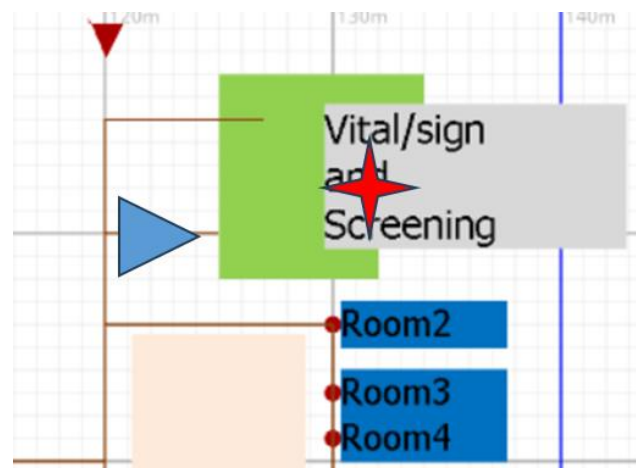 120m 130m 140m
Vital/sign
and
Screening
Room2
Room3
Room4